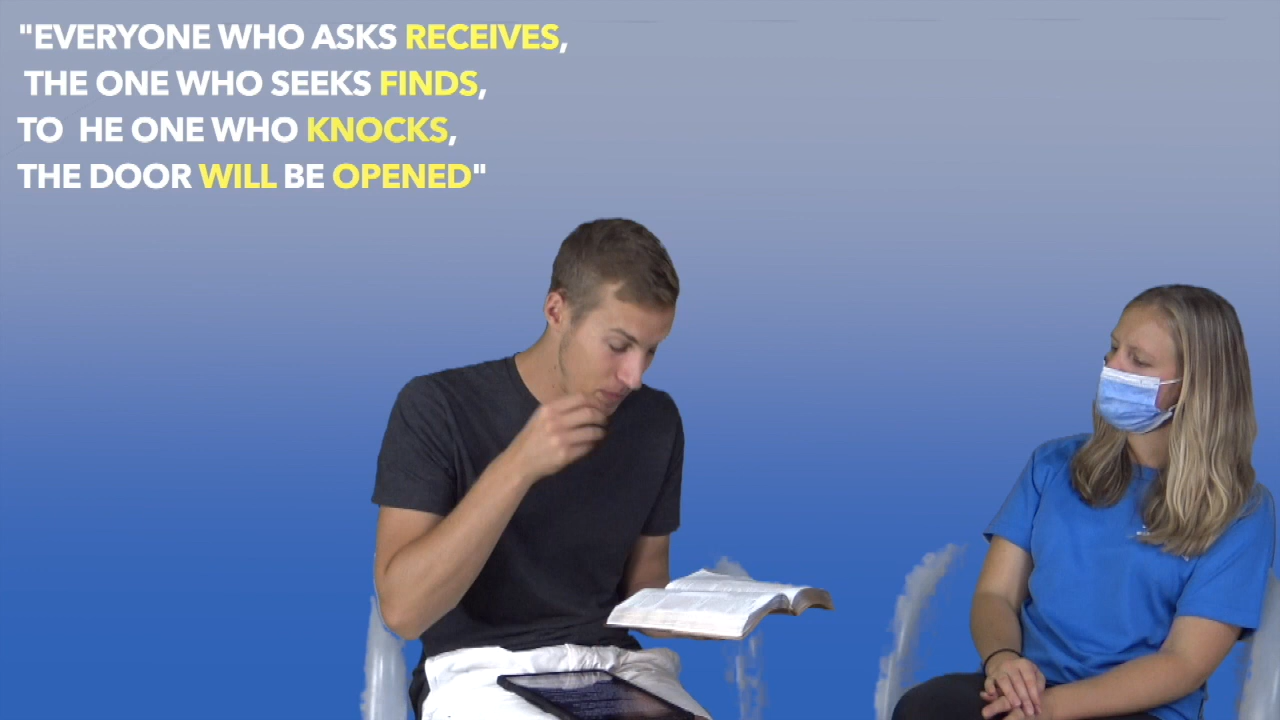 "EVERYONE WHO ASKS RECEIVES,
THE ONE WHO SEEKS FINDS,
TO HE ONE WHO KNOCKS,
THE DOOR WILL BE OPENED"